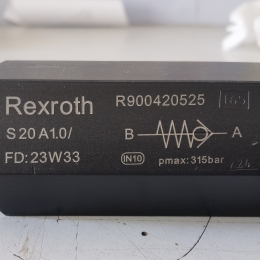 Rexroth R900420525
S 20 A1.0/ B A
FD:23W33 IN10 pmax:315bar